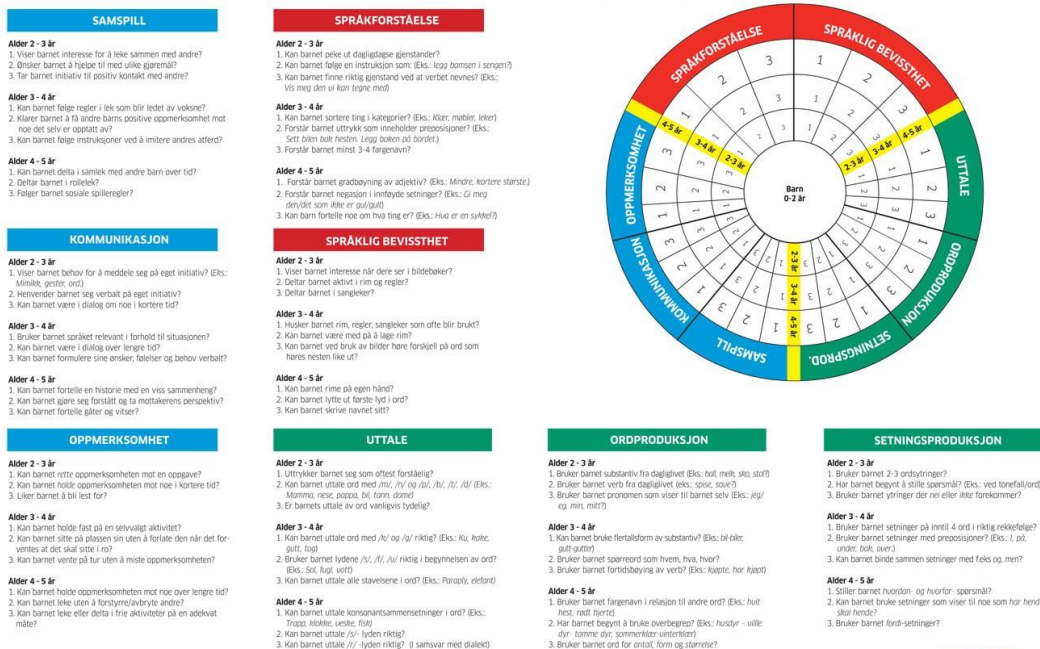 SAMSPILL
Alder 2 - 3 år
1. Viser barnet interesse for å leke sammen med andre?
2. Ønsker barnet å hjelpe til med ulike gjøremål?
3. Tar barnet initiativ til positiv kontakt med andre?
Alder 3 - 4 år
1. Kan barnet følge regler i lek som blir ledet av voksne?
2. Klarer barnet å få andre barns positive oppmerksomhet mot
noe det selv er opptatt av?
3. Kan barnet følge instruksjoner ved å imitere andres atferd?
Alder 4 - 5 år
1. Kan barnet delta i samlek med andre barn over tid?
2. Deltar barnet i rollelek?
3. Følger barnet sosiale spilleregler?
SPRÅKFORSTÅELSE
Alder 2 - 3 år
1. Kan barnet peke ut dagligdagse gjenstander?
2. Kan barnet følge en instruksjon som: (Eks.: legg bamsen i sengen?)
3. Kan barnet finne riktig gjenstand ved at verbet nevnes? (Eks.:
Vis meg den vi kan tegne med)
Alder 3 - 4 år
1. Kan barnet sortere ting i kategorier? (Eks.: Klær, møbler, leker)
2. Forstår barnet uttrykk som inneholder preposisjoner? (Eks.:
Sett bilen bak hesten. Legg boken på bordet.)
3. Forstår barnet minst 3-4 fargenavn?
Alder 4 - 5 år
1. Forstår barnet gradbøyning av adjektiv? (Eks.: Mindre, kortere største.)
2. Forstår barnet negasjon i innføyde setninger? (Eks.: Gi meg
den/det som ikke er gul/gult)
3. Kan barn fortelle noe om hva ting er? (Eks.: Hva er en sykkel?)
KOMMUNIKASJON
Alder 2 - 3 år
1. Viser barnet behov for å meddele seg på eget initiativ? (Eks.:
Mimikk, gester, ord.)
2. Henvender barnet seg verbalt på eget initiativ?
3. Kan barnet være i dialog om noe i kortere tid?
Alder 3 - 4 år
1. Bruker barnet språket relevant i forhold til situasjonen?
2. Kan barnet være i dialog over lengre tid?
3. Kan barnet formulere sine ønsker, følelser og behov verbalt?
Alder 4 - 5 år
1. Kan barnet fortelle en historie med en viss sammenheng?
2. Kan barnet gjøre seg forstått og ta mottakerens perspektiv?
3. Kan barnet fortelle gåter og vitser?
SPRÅKLIG BEVISSTHET
Alder 2 - 3 år
1. Viser barnet interesse når dere ser i bildebøker?
2. Deltar barnet aktivt i rim og regler?
3. Deltar barnet i sangleker?
Alder 3 - 4 år
1. Husker barnet rim, regler, sangleker som ofte blir brukt?
2. Kan barnet være med på å lage rim?
3. Kan barnet ved bruk av bilder høre forskjell på ord som
høres nesten like ut?
Alder 4 - 5 år
1. Kan barnet rime på egen hånd?
2. Kan barnet lytte ut første lyd i ord?
3. Kan barnet skrive navnet sitt?
SPRÅKFORSTÅELSE
SPRÅKLIG BEVISSTHET
UTTALE
ORDPRODUKSJON
SETNINGSPROD.
SAMSPILL
KOMMUNIKASJON
OPPMERKSOMHET
4-5 år
3-4 år
2-3 år
2-3 år
3-4 år
4-5 år
Barn
0-2 år
2-3 år
3-4 år
4-5 år
OPPMERKSOMHET
Alder 2 - 3 år
1. Kan barnet rette oppmerksomheten mot en oppgave?
2. Kan barnet holde oppmerksomheten mot noe i kortere tid?
3. Liker barnet å bli lest for?
Alder 3 - 4 år
1. Kan barnet holde fast på en selvvalgt aktivitet?
2. Kan barnet sitte på plassen sin uten å forlate den når det for-
ventes at det skal sitte i ro?
3. Kan barnet vente på tur uten å miste oppmerksomheten?
Alder 4 - 5 år
1. Kan barnet holde oppmerksomheten mot noe over lengre tid?
2. Kan barnet leke uten å forstyrre/avbryte andre?
3. Kan barnet leke eller delta i frie aktiviteter på en adekvat
måte?
UTTALE
Alder 2 - 3 år
1. Uttrykker barnet seg som oftest forståelig?
2. Kan barnet uttale ord med /m/, /n/ og /p/, /b/, /t/, /d/ (Eks.:
Mamma, nese, pappa, bil, tann, dame)
3. Er barnets uttale av ord vanligvis tydelig?
Alder 3 - 4 år
1. Kan barnet uttale ord med /k/ og /g/ riktig? (Eks.: Ku, kake,
gutt, tog)
2. Bruker barnet lydene /s/, /f/, /v/ riktig i begynnelsen av ord?
(Eks.: Sol, fugl, vott)
3. Kan barnet uttale alle stavelsene i ord? (Eks.: Paraply, elefant)
Alder 4 - 5 år
1. Kan barnet uttale konsonantsammensetninger i ord? (Eks.:
Trapp, klokke, veske, fisk)
2. Kan barnet uttale /s/- lyden riktig?
3. Kan barnet uttale /r/ -lyden riktig? (I samsvar med dialekt)
ORDPRODUKSJON
Alder 2 - 3 år
1. Bruker barnet substantiv fra dagliglivet (Eks.: ball, melk, sko, stol?)
2. Bruker barnet verb fra dagliglivet (eks.: spise, sove?)
3. Bruker barnet pronomen som viser til barnet selv (Eks.: jeg/
eg, min, mitt?)
Alder 3 - 4 år
1. Kan barnet bruke flertallsform av substantiv? (Eks.: bil-biler,
gutt-gutter)
2. Bruker barnet spørreord som hvem, hva, hvor?
3. Bruker barnet fortidsbøying av verb? (Eks.: kjøpte, har kjøpt)
Alder 4 - 5 år
1. Bruker barnet fargenavn i relasjon til andre ord? (Eks.: hvit
hest, rødt hjerte)
2. Har barnet begynt å bruke overbegrep? (Eks.: husdyr - ville
dyr- tamme dyr, sommerklær-vinterklær)
3. Bruker barnet ord for antall, form og størrelse?
SETNINGSPRODUKSJON
Alder 2 - 3 år
1. Bruker barnet 2-3 ordsytringer?
2. Har barnet begynt å stille spørsmål? (Eks.: ved tonefall/ord)
3. Bruker barnet ytringer der nei eller ikke forekommer?
Alder 3 - 4 år
1. Bruker barnet setninger på inntil 4 ord i riktig rekkefølge?
2. Bruker barnet setninger med preposisjoner? (Eks.: I, på,
under, bak, over.)
3. Kan barnet binde sammen setninger med f.eks og, men?
Alder 4 - 5 år
1. Stiller barnet hvordan- og hvorfor- spørsmål?
2. Kan barnet bruke setninger som viser til noe som har hend
skal hende?
3. Bruker barnet fordi-setninger?